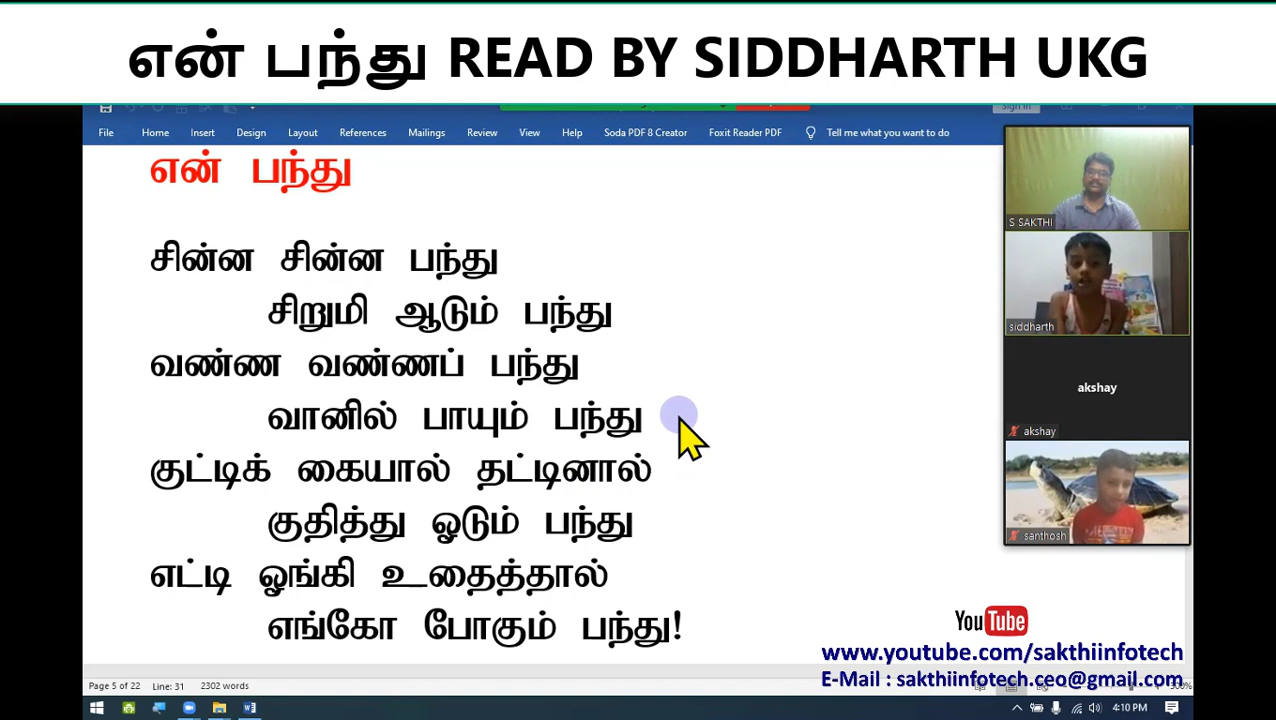 என் பந்து READ BY SIDDHARTH UKG
File Home Insert Design Layout References Mailings Review View Help Soda PDF 8 Creator Foxit Reader PDF Tell me what you want to do
என் பந்து
சின்ன சின்ன பந்து
சிறுமி ஆடும் பந்து
வண்ண வண்ணப் பந்து
வானில் பாயும் பந்து
குட்டிக் கையால் தட்டினால்
குதித்து ஓடும் பந்து
எட்டி ஓங்கி உதைத்தால்
எங்கோ போகும் பந்து!
S SAKTHI
siddharth
akshay
akshay
santhosh
YouTube
www.youtube.com/sakthiinfotech
E-Mail : sakthiinfotech.ceo@gmail.com
Page 5 of 22 Line: 31 2302 words
4:10 PM